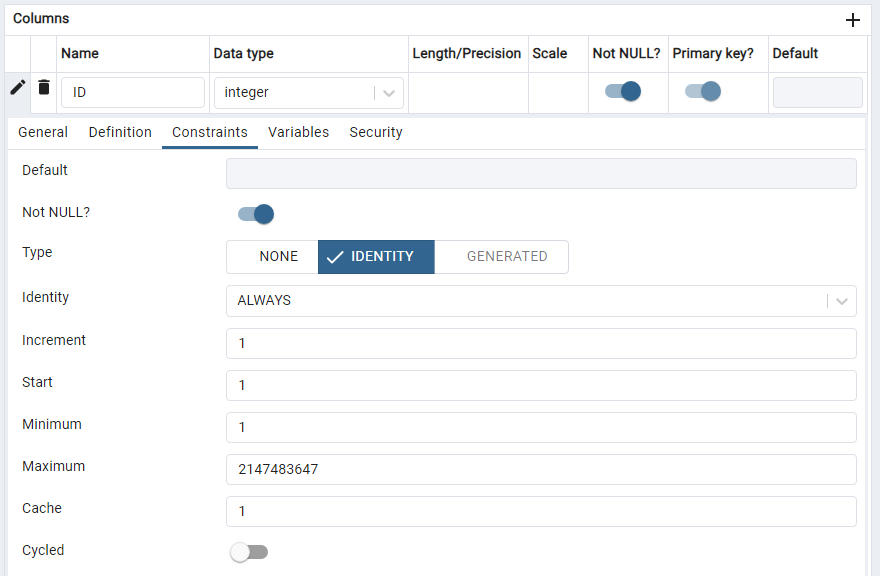 Columns
Name Data type Length/Precision Scale Not NULL? Primary key? Default
ID integer
General Definition Constraints Variables Security
Default
Not NULL?
Type NONE IDENTITY GENERATED
Identity ALWAYS
Increment 1
Start 1
Minimum 1
Maximum 2147483647
Cache 1
Cycled